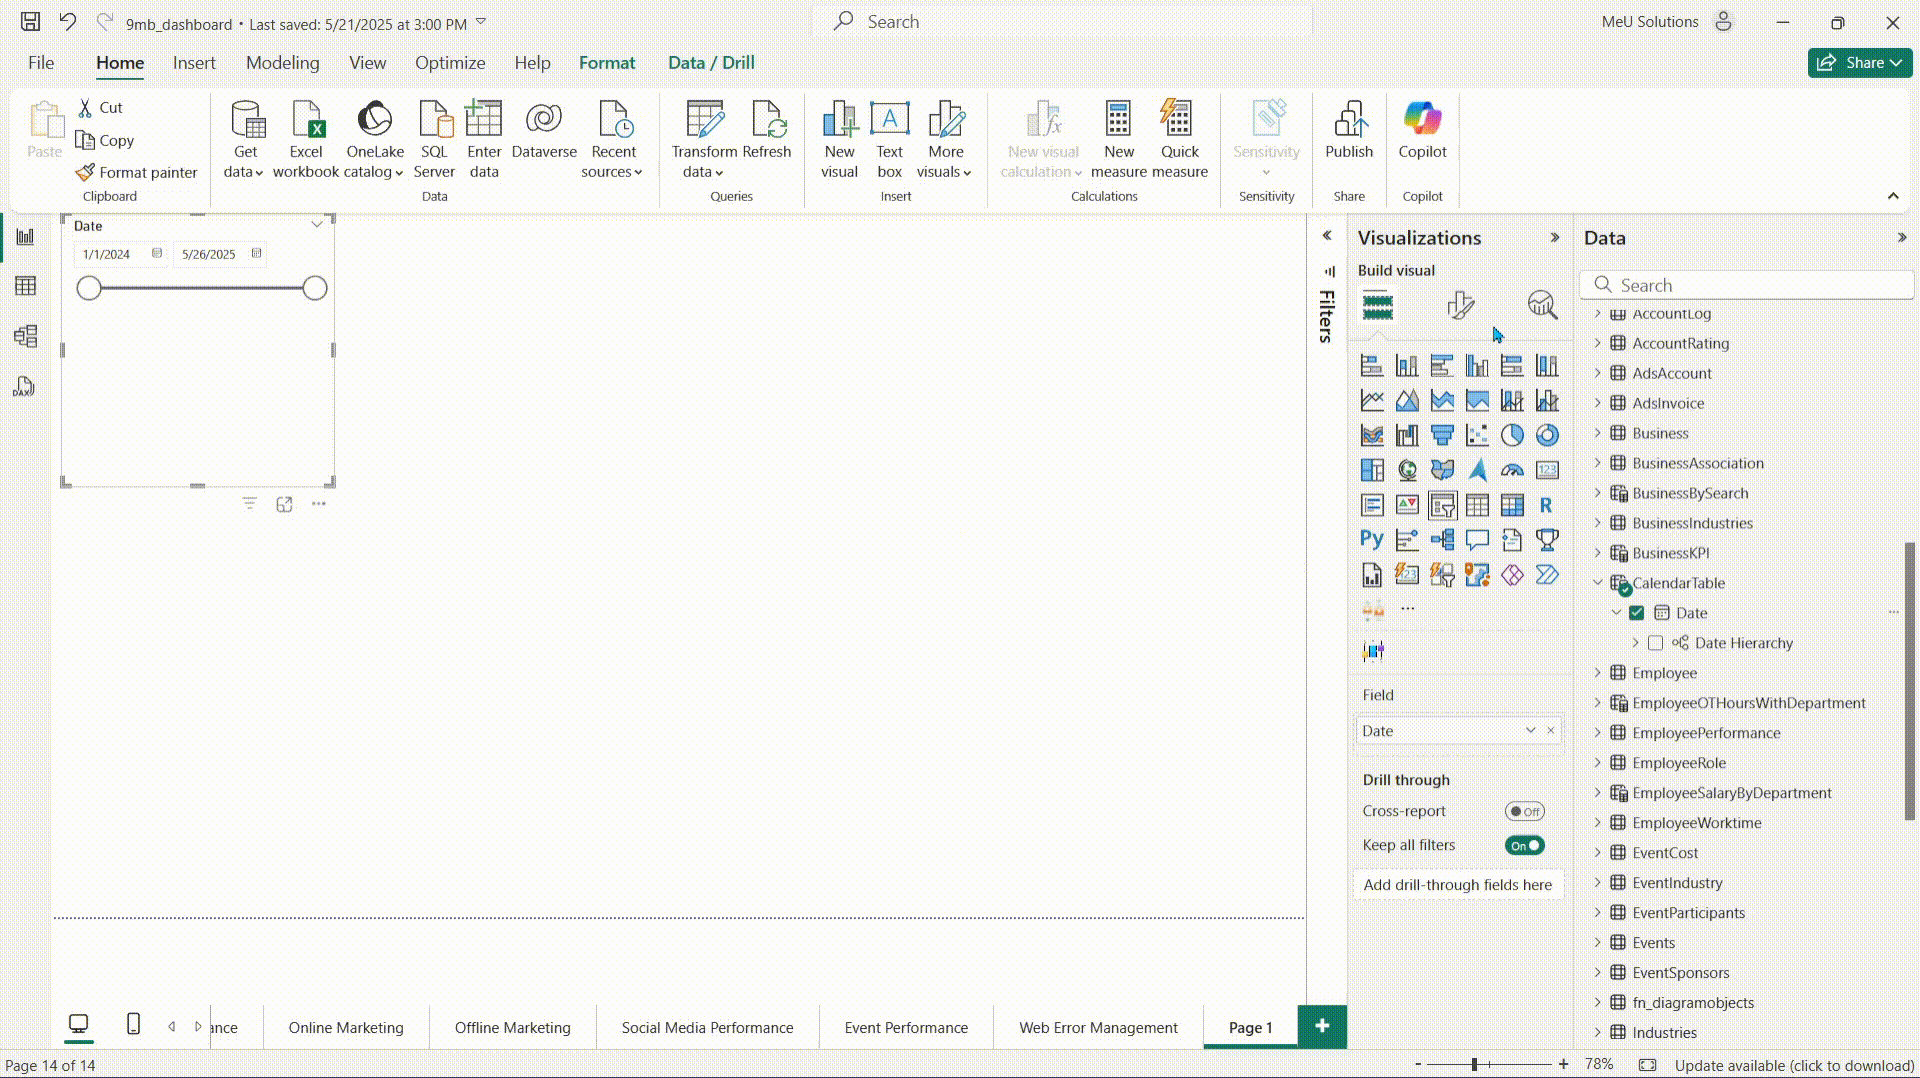 9mb_dashboard • Last saved: 5/21/2025 at 3:00 PM
Search
MeU Solutions
File
Home
Insert
Modeling
View
Optimize
Help
Format
Data / Drill
Share
Paste
Cut
Copy
Format painter
Clipboard
Get data
Excel workbook
OneLake catalog
SQL Server
Enter data
Dataverse
Recent sources
Data
Transform data
Refresh
Queries
New visual
A
Text box
More visuals
Insert
New visual calculation
New measure
Quick measure
Calculations
Sensitivity
Sensitivity
Publish
Share
Copilot
Copilot
DAX
Date
1/1/2024
5/26/2025
Filters
Visualizations
Build visual
123
R
Py
123
Field
Date
Drill through
Cross-report
Off
Keep all filters
On
Add drill-through fields here
Data
Search
AccountLog
AccountRating
AdsAccount
AdsInvoice
Business
BusinessAssociation
BusinessBySearch
BusinessIndustries
BusinessKPI
CalendarTable
Date
Date Hierarchy
Employee
EmployeeOTHoursWithDepartment
EmployeePerformance
EmployeeRole
EmployeeSalaryByDepartment
EmployeeWorktime
EventCost
EventIndustry
EventParticipants
Events
EventSponsors
fn_diagramobjects
Industries
ance
Online Marketing
Offline Marketing
Social Media Performance
Event Performance
Web Error Management
Page 1
Page 14 of 14
78%
Update available (click to download)